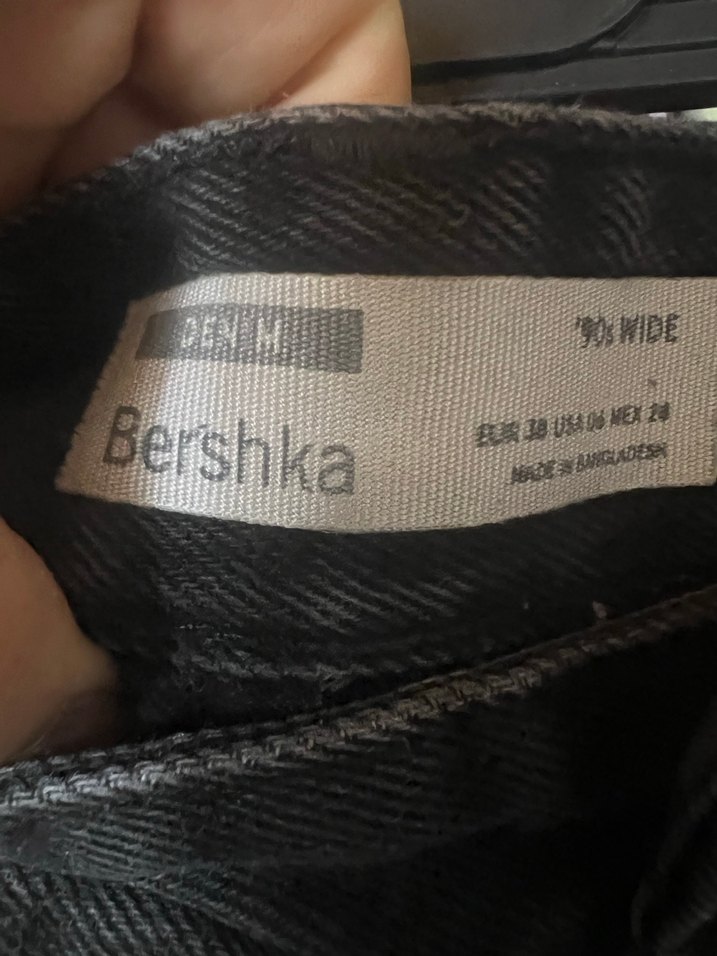 DENIM
Bershka
'90s WIDE
EUR 38 USA 06 MEX 28
MADE IN BANGLADESH